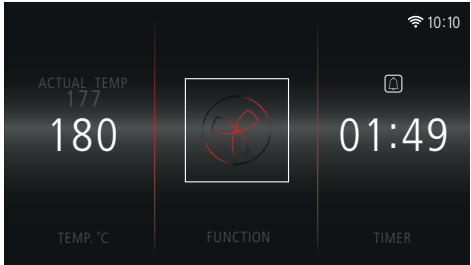 10:10
ACTUAL TEMP
177
180
01:49
TEMP. °C
FUNCTION
TIMER